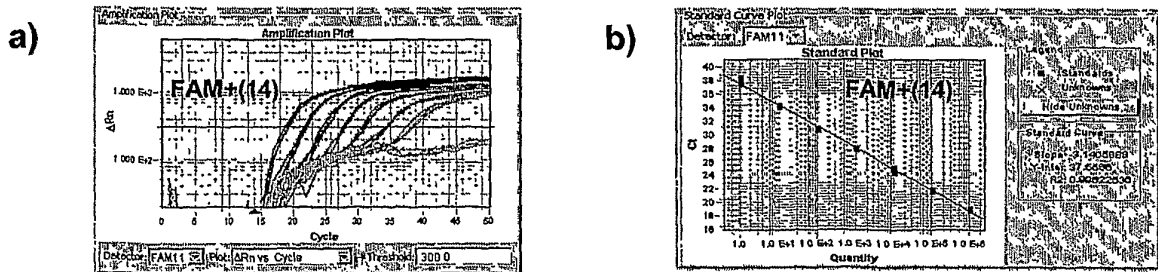 a)
Amplification Plot
Amplification Plot
FAM+(14)
1.000 E+3
1 000 E+2
ΔRn
0 5 10 15 20 25 30 35 40 45 50
Cycle
Detector: FAM11 Plot: ΔRn vs Cycle Threshold: 300 0
b)
Standard Curve Plot
Detector: FAM11
Standard Plot
FAM+(14)
40
38
36
34
32
30
28
26
24
22
20
18
16
Ct
1.0 1.0 E+1 1.0 E+2 1.0 E+3 1.0 E+4 1.0 E+5 1.0 E+6
Quantity
Legend
Standards
Unknowns
Hide Unknowns
Standard Curve
Slope:
R2: